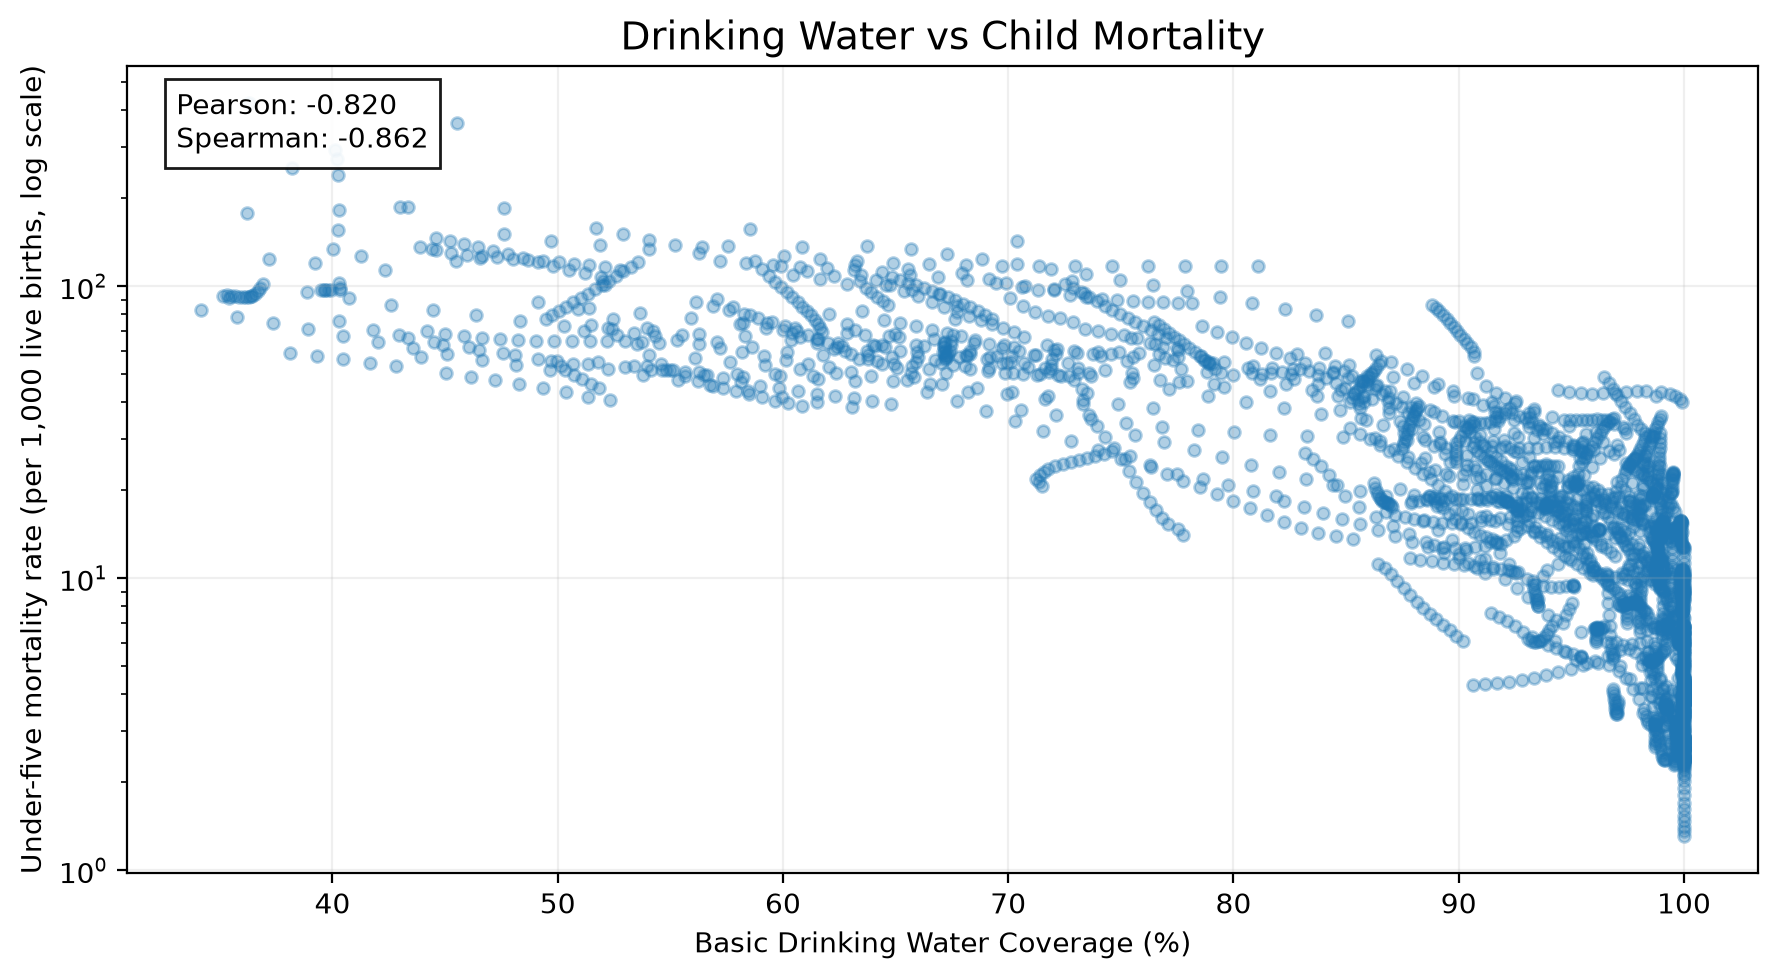 Drinking Water vs Child Mortality
Pearson: -0.820
Spearman: -0.862
Under-five mortality rate (per 1,000 live births, log scale)
10²
10¹
10⁰
40 50 60 70 80 90 100
Basic Drinking Water Coverage (%)